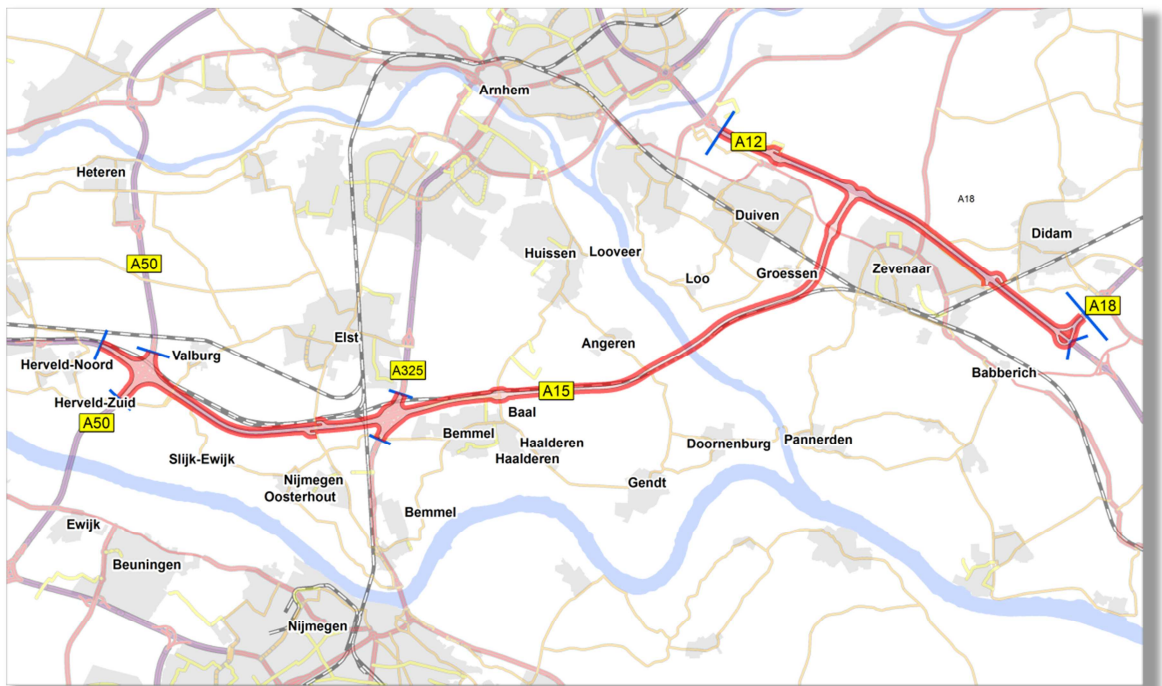 Arnhem
A12
Heteren
A18
Duiven
Didam
Huissen
Looveer
A50
Loo
Groessen
Zevenaar
A18
Elst
Angeren
Valburg
Herveld-Noord
A325
Babberich
A15
Herveld-Zuid
Baal
A50
Bemmel
Haalderen
Doornenburg
Pannerden
Slijk-Ewijk
Haalderen
Nijmegen
Oosterhout
Gendt
Bemmel
Ewijk
Beuningen
Nijmegen